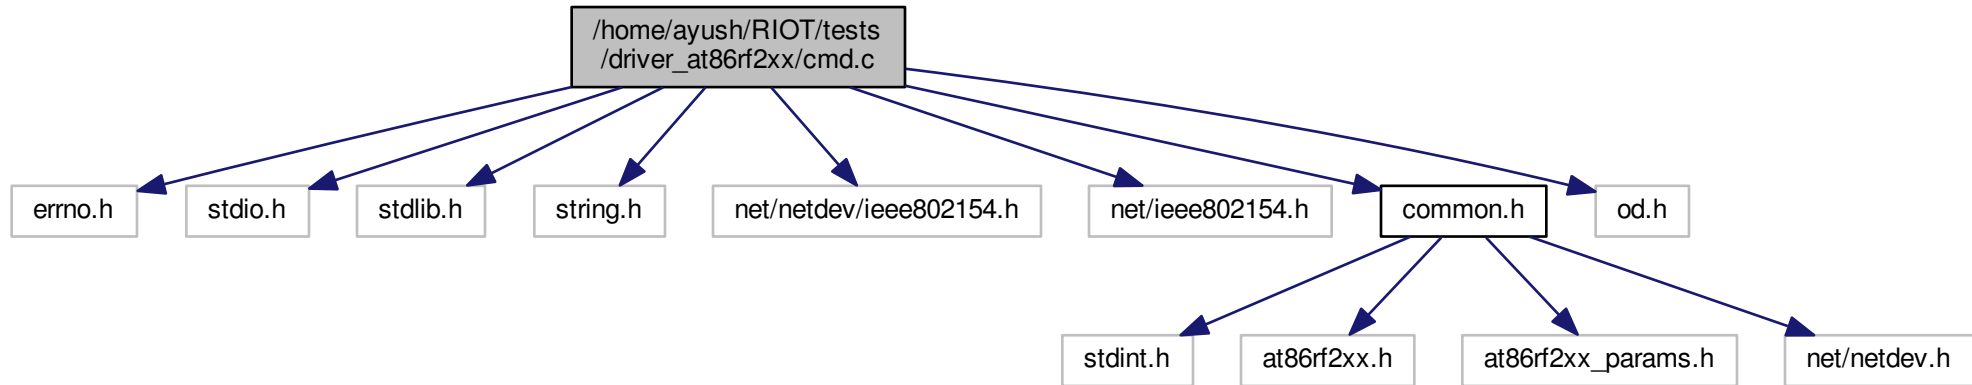 /home/ayush/RIOT/tests
/driver_at86rf2xx/cmd.c
errno.h
stdio.h
stdlib.h
string.h
net/netdev/ieee802154.h
net/ieee802154.h
common.h
od.h
stdint.h
at86rf2xx.h
at86rf2xx_params.h
net/netdev.h